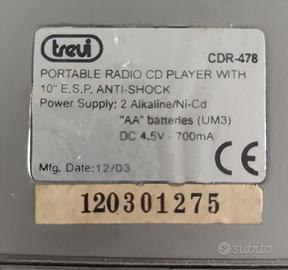 trevi
CDR-478
PORTABLE RADIO CD PLAYER WITH
10" E.S.P. ANTI-SHOCK
Power Supply: 2 Alkaline/Ni-Cd
"AA" batteries (UM3)
DC 4.5V - 700mA
Mfg. Date: 12/03
CE
120301275
subito